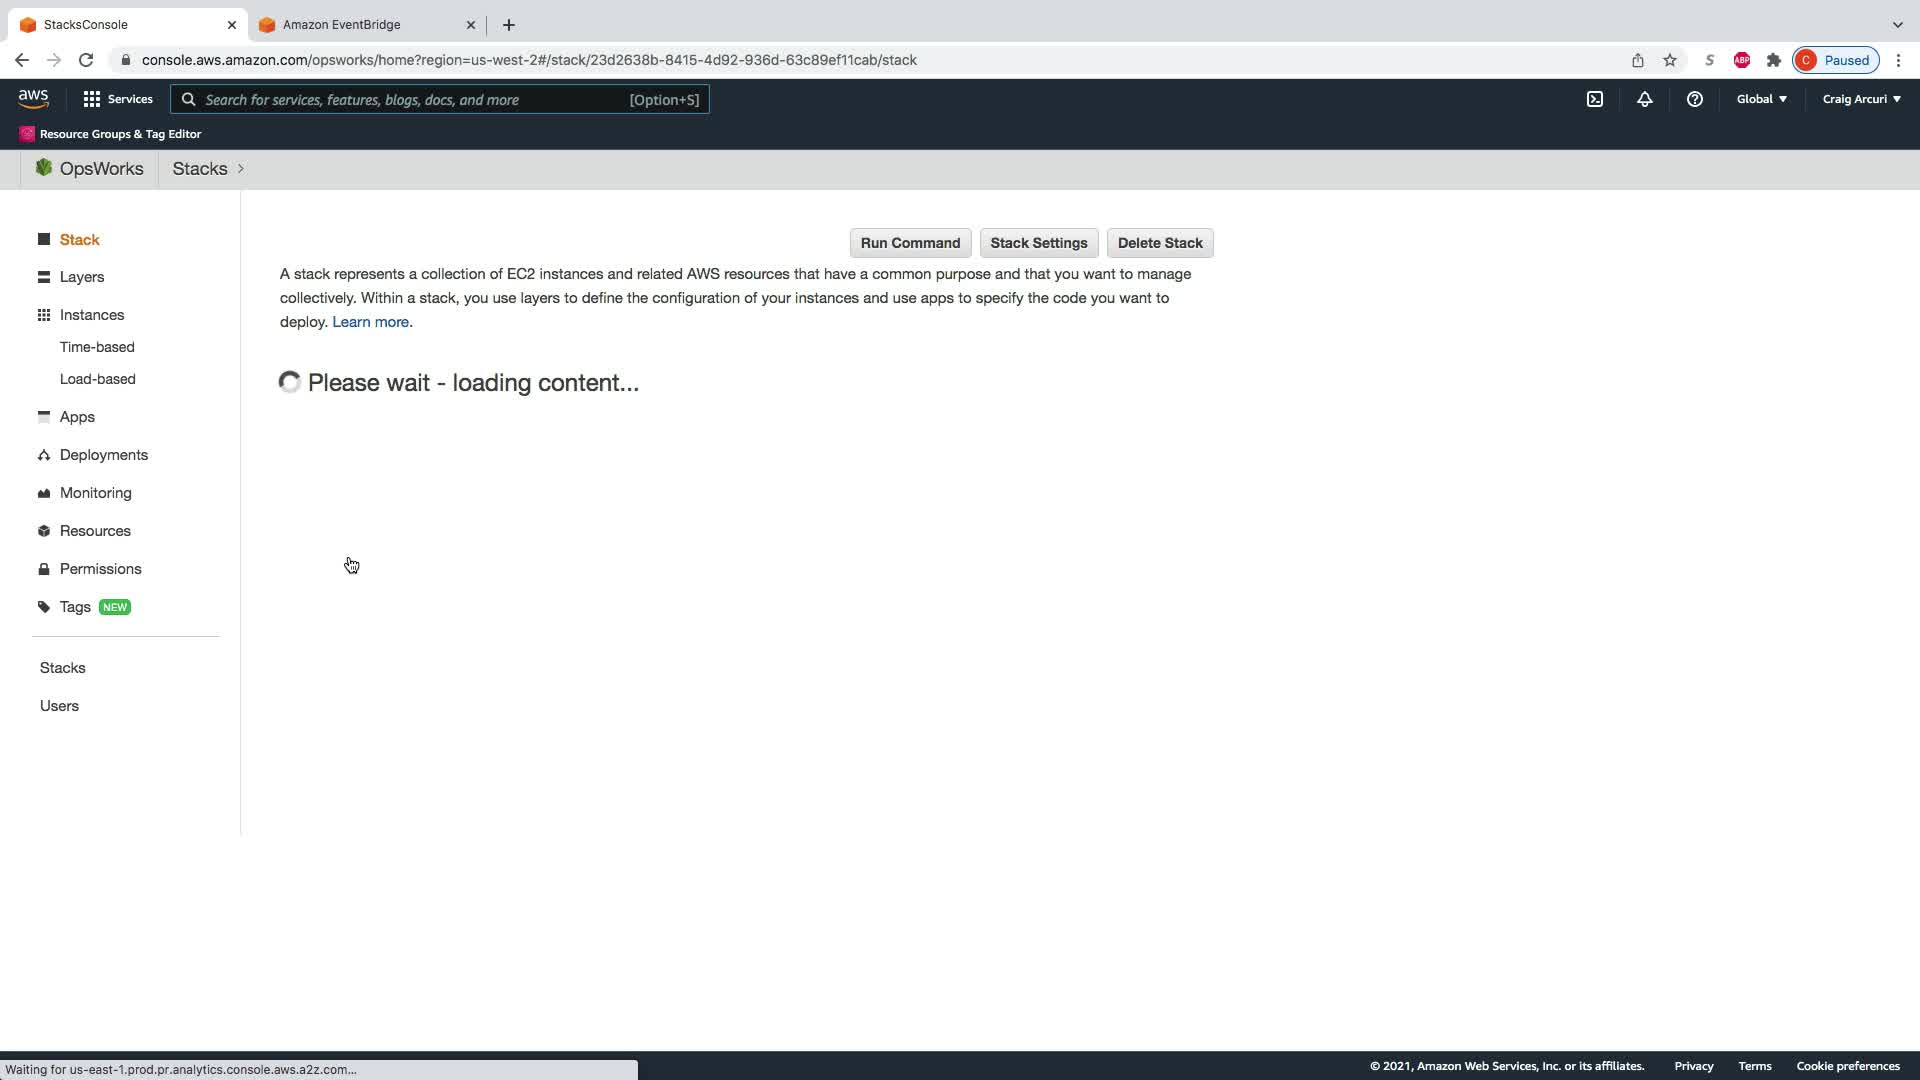 StacksConsole
Amazon EventBridge
console.aws.amazon.com/opsworks/home?region=us-west-2#/stack/23d2638b-8415-4d92-936d-63c89ef11cab/stack
S
ABP
C
Paused
aws
Services
Search for services, features, blogs, docs, and more
[Option+S]
Global
Craig Arcuri
Resource Groups & Tag Editor
OpsWorks
Stacks
Stack
Layers
Instances
Time-based
Load-based
Apps
Deployments
Monitoring
Resources
Permissions
Tags NEW
Stacks
Users
Run Command
Stack Settings
Delete Stack
A stack represents a collection of EC2 instances and related AWS resources that have a common purpose and that you want to manage
collectively. Within a stack, you use layers to define the configuration of your instances and use apps to specify the code you want to
deploy. Learn more.
Please wait - loading content...
Waiting for us-east-1.prod.pr.analytics.console.aws.a2z.com...
© 2021, Amazon Web Services, Inc. or its affiliates.
Privacy
Terms
Cookie preferences